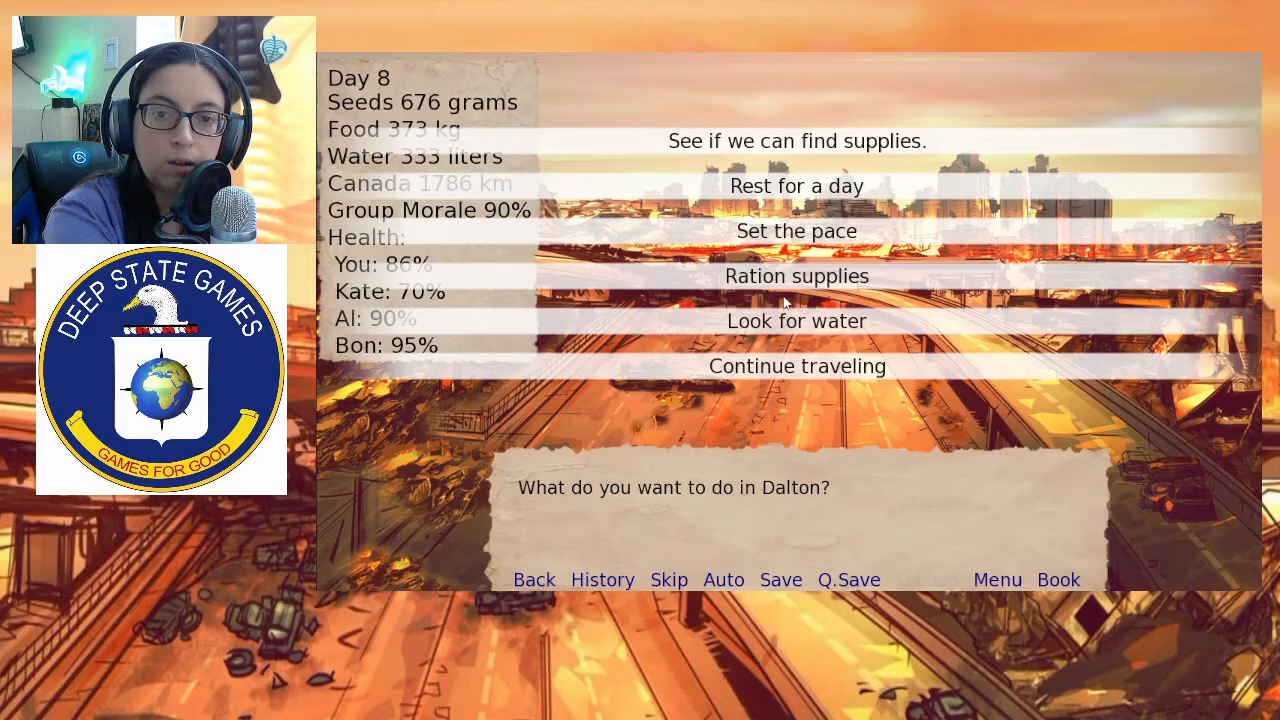 Day 8
Seeds 676 grams
Food 373 kg
Water 333 liters
Canada 1786 km
Group Morale 90%
Health:
You: 86%
Kate: 70%
Al: 90%
Bon: 95%
See if we can find supplies.
Rest for a day
Set the pace
Ration supplies
Look for water
Continue traveling
DEEP STATE GAMES
GAMES FOR GOOD
What do you want to do in Dalton?
Back History Skip Auto Save Q.Save Q.Load Menu Book